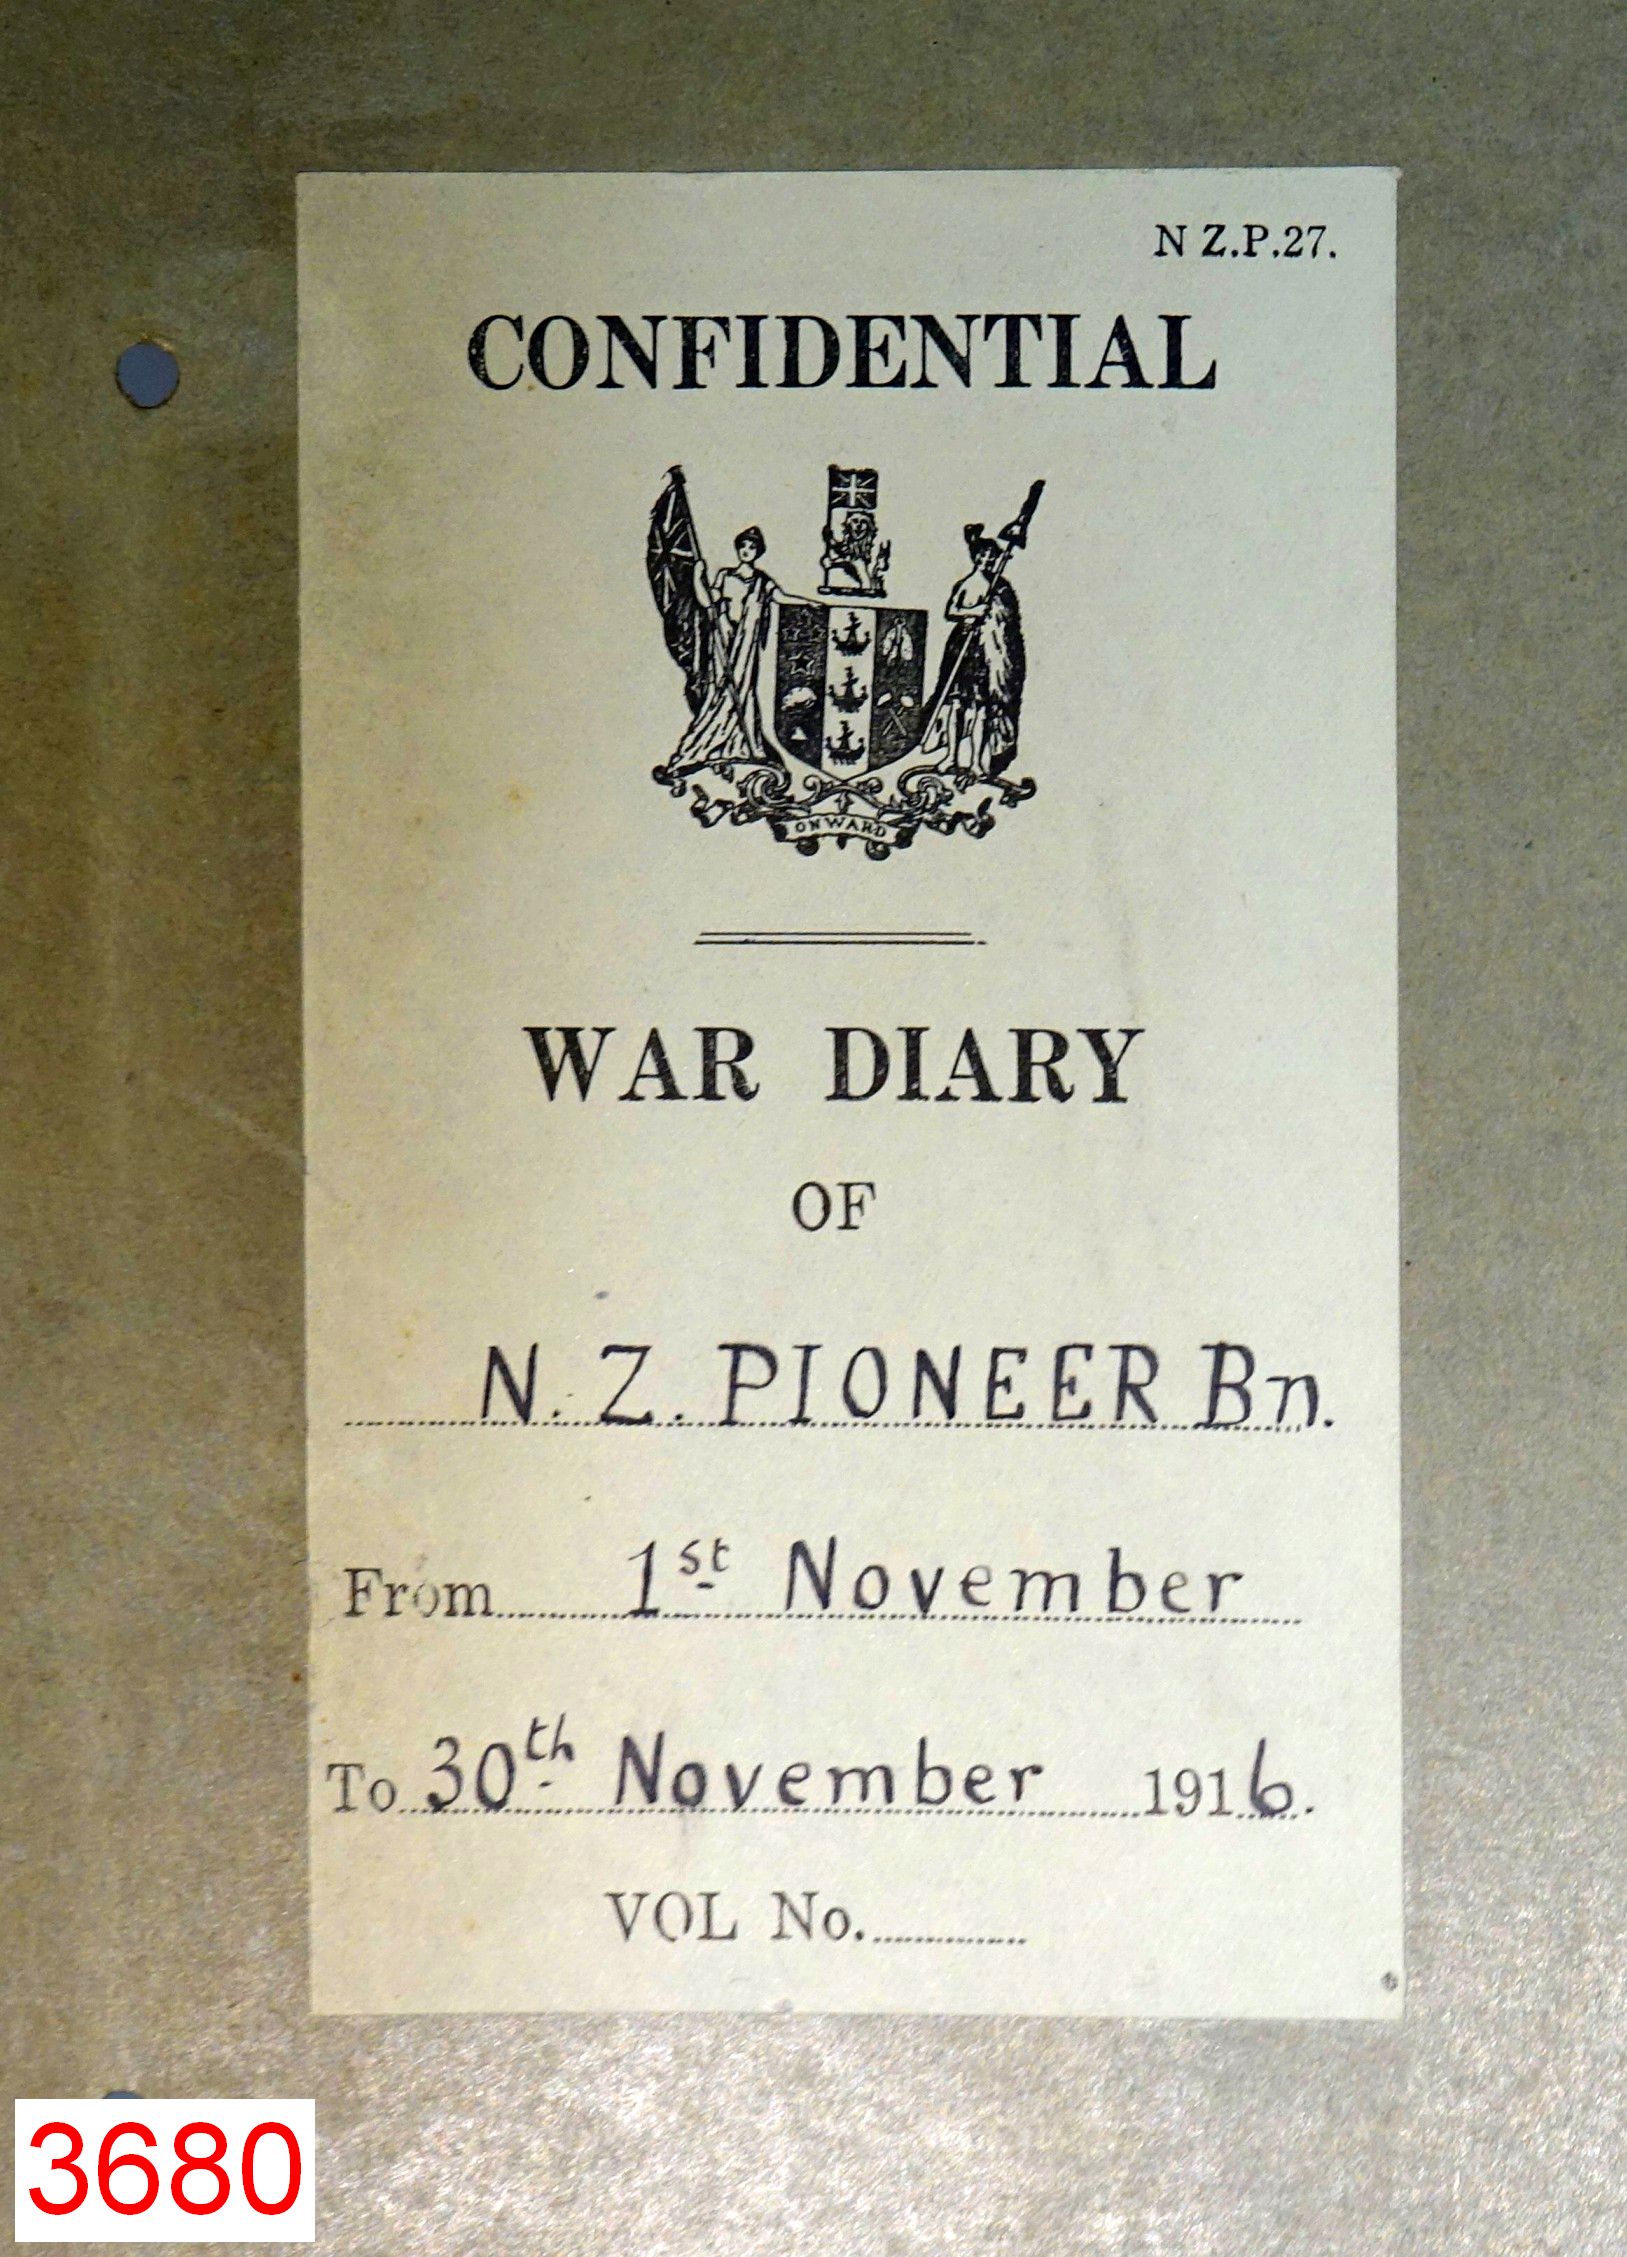 N Z.P.27.
CONFIDENTIAL
ONWARD
WAR DIARY
OF
N. Z. PIONEER Bn.
From 1st November
To 30th November 1916.
VOL No.
3680